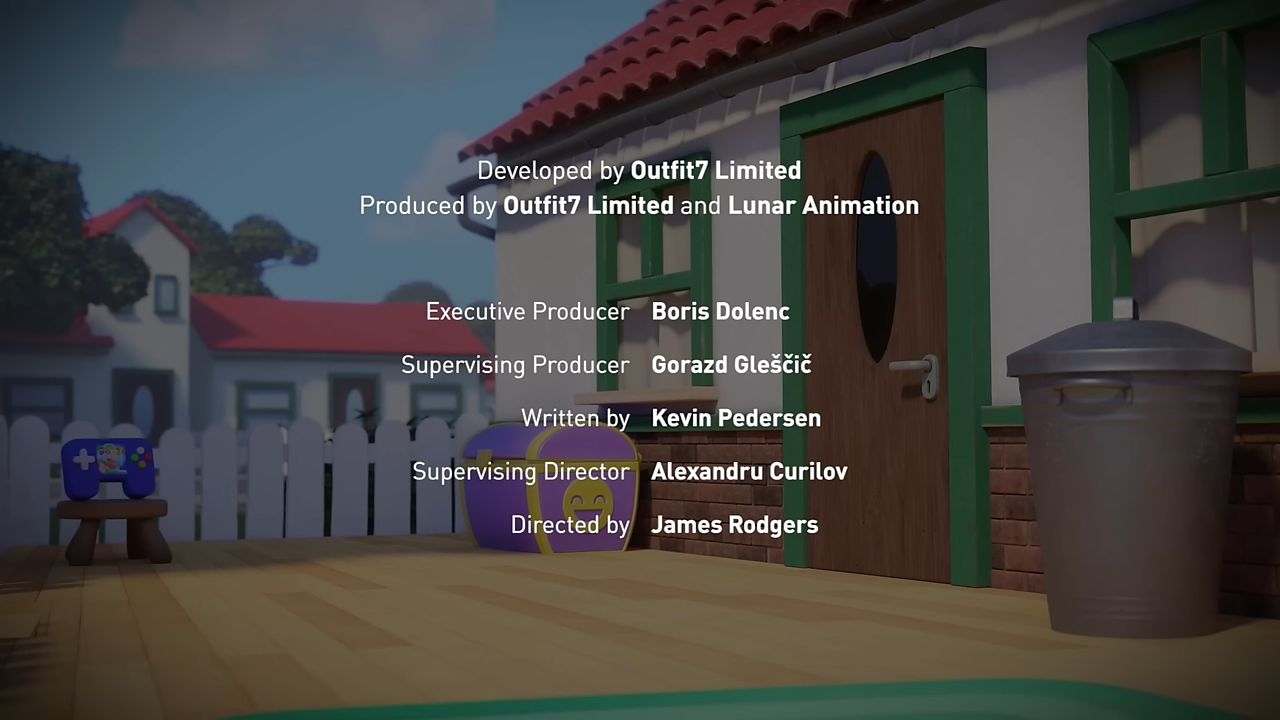 Developed by Outfit7 Limited
Produced by Outfit7 Limited and Lunar Animation
Executive Producer Boris Dolenc
Supervising Producer Gorazd Gleščič
Written by Kevin Pedersen
Supervising Director Alexandru Curilov
Directed by James Rodgers